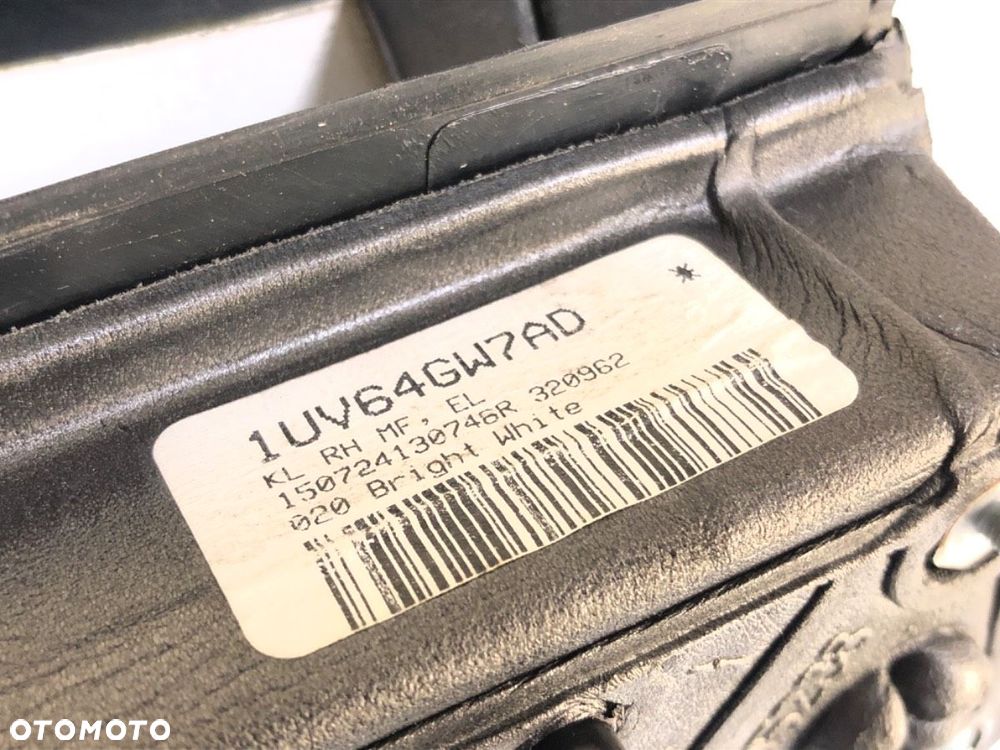 *
1UV64GW7AD
KL RH MF, EL
150724130746R 320962
020 Bright White
OTOMOTO